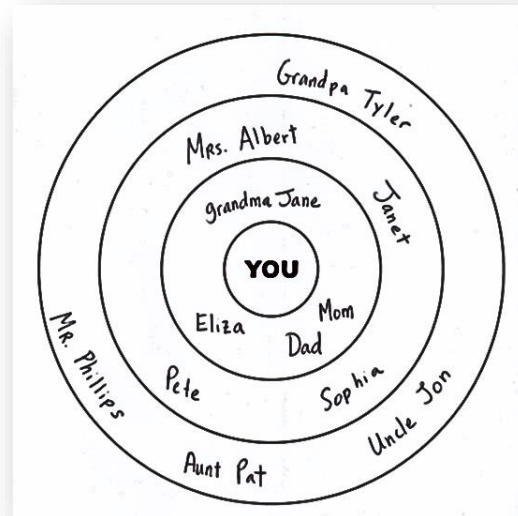 Grandpa Tyler
Mrs. Albert
Janet
grandma Jane
YOU
Eliza
Mom
Dad
Pete
Sophia
Mr. Phillips
Uncle Jon
Aunt Pat